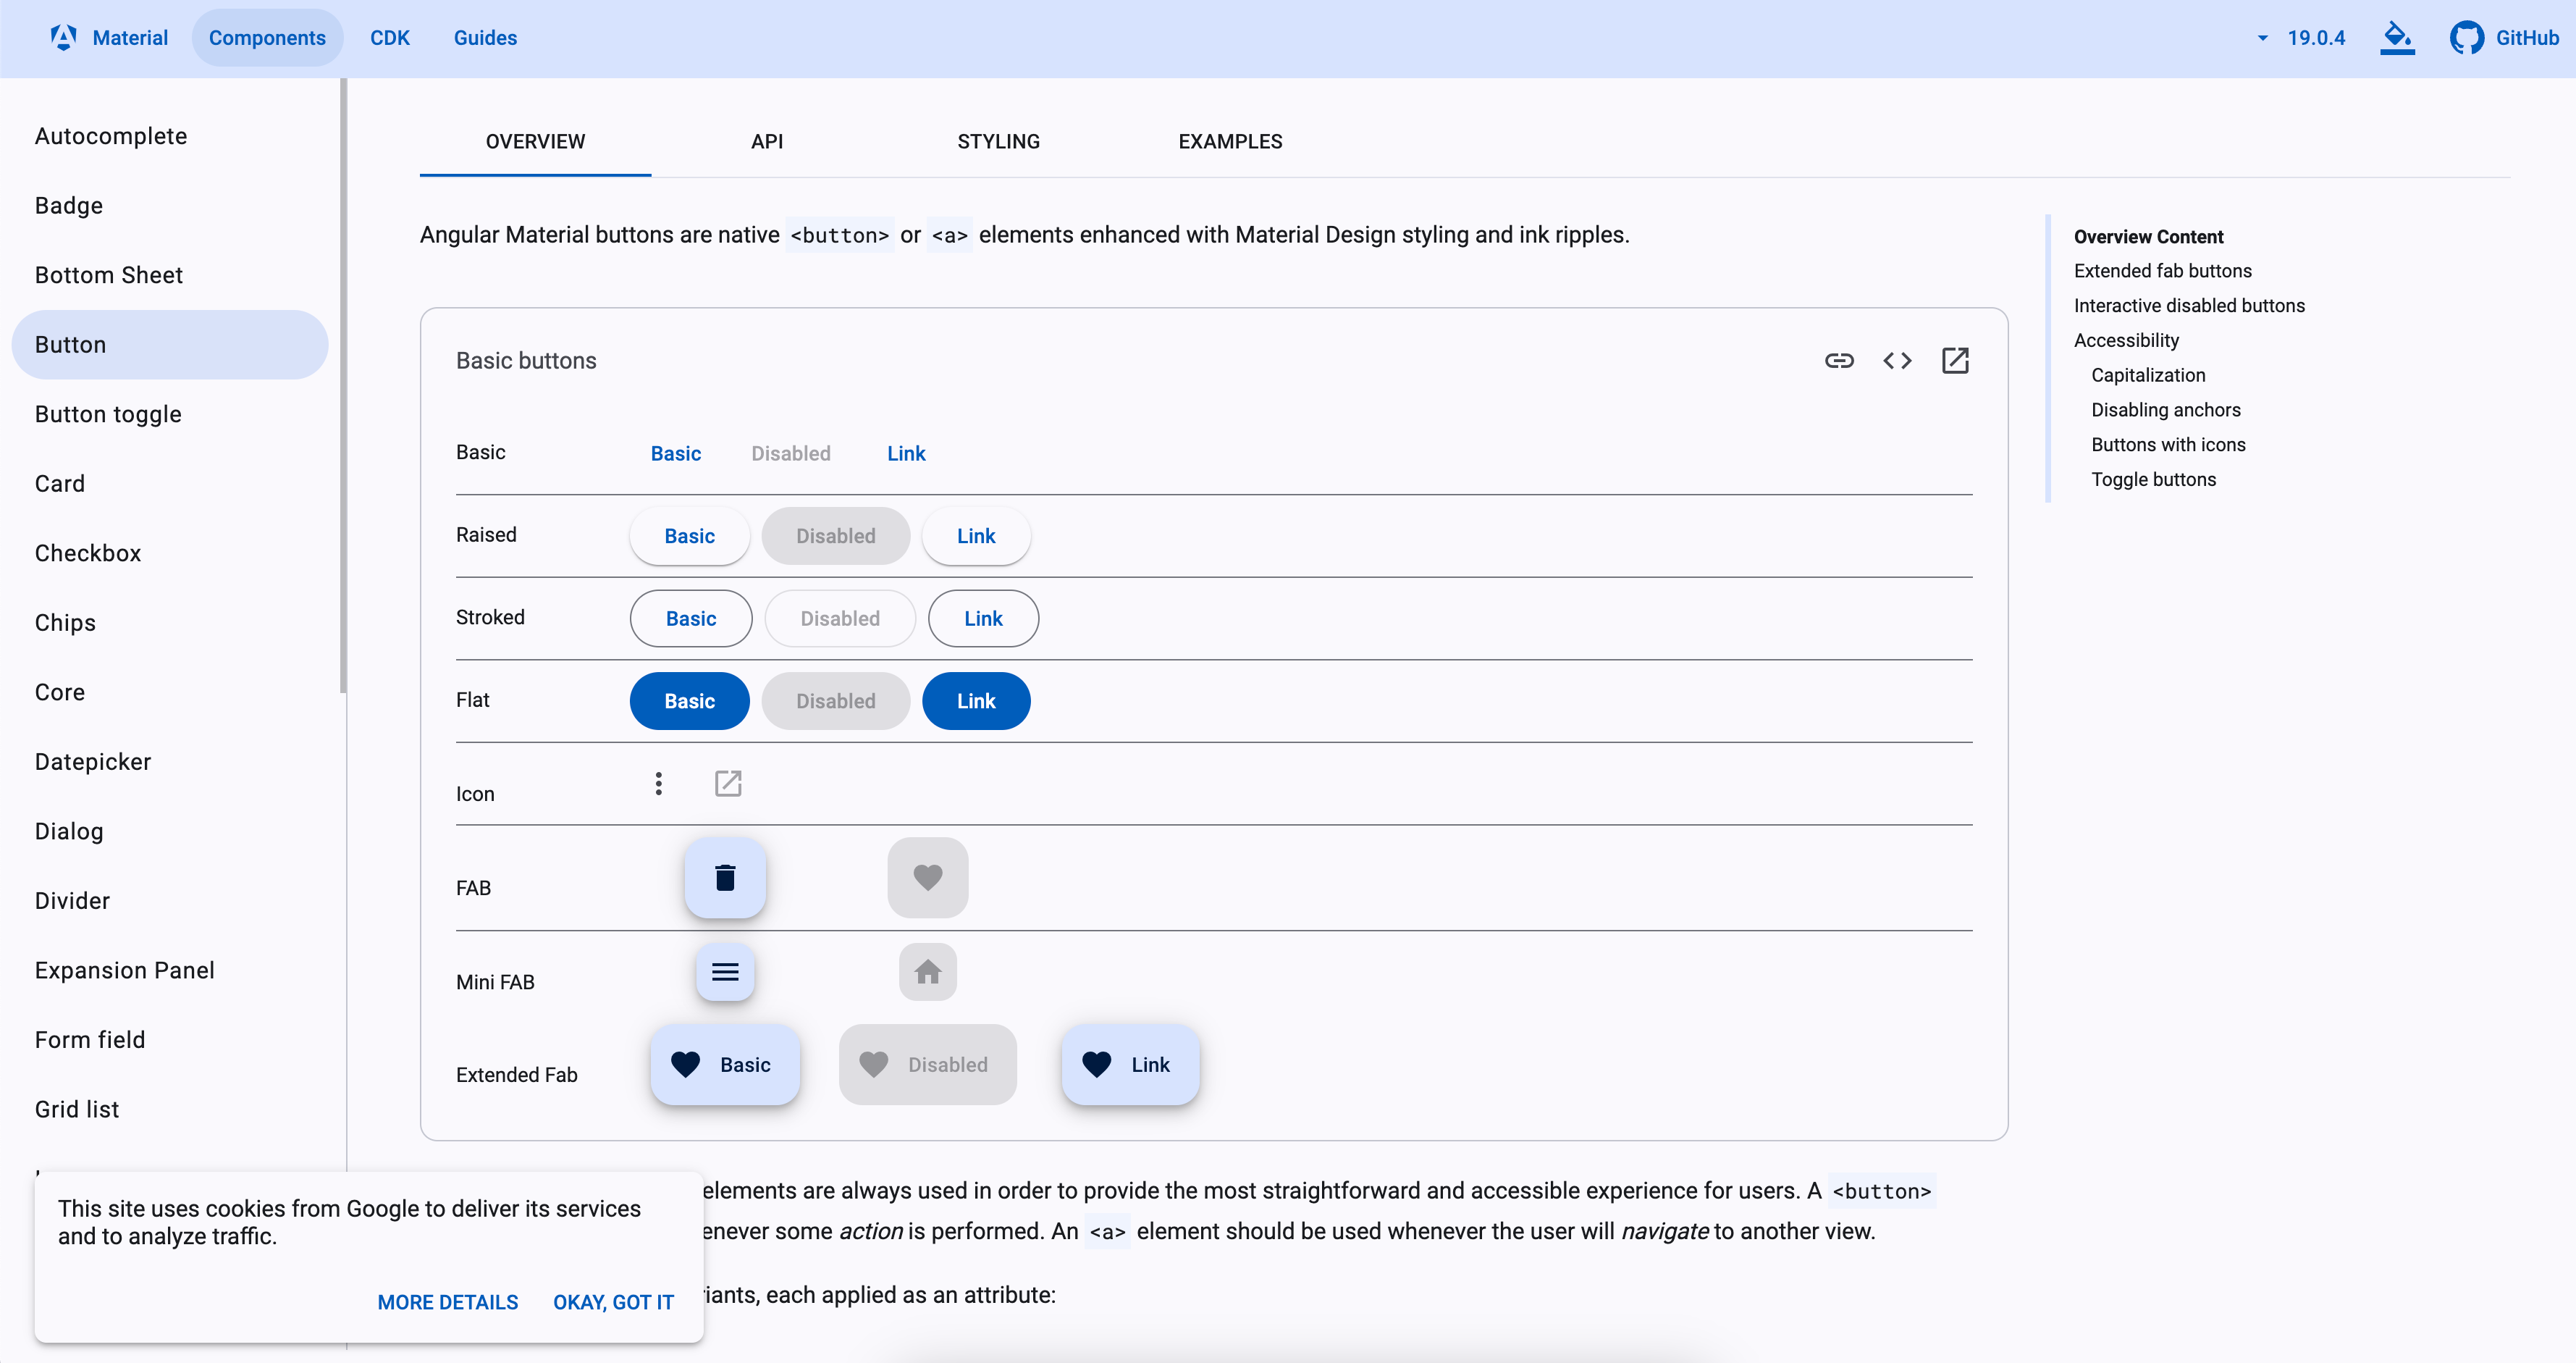 Material Components CDK Guides 19.0.4 GitHub
Autocomplete
Badge
Bottom Sheet
Button
Button toggle
Card
Checkbox
Chips
Core
Datepicker
Dialog
Divider
Expansion Panel
Form field
Grid list
OVERVIEW API STYLING EXAMPLES
Angular Material buttons are native <button> or <a> elements enhanced with Material Design styling and ink ripples.
Basic buttons
Basic Basic Disabled Link
Raised Basic Disabled Link
Stroked Basic Disabled Link
Flat Basic Disabled Link
Icon
FAB
Mini FAB
Extended Fab Basic Disabled Link
elements are always used in order to provide the most straightforward and accessible experience for users. A <button>
enever some action is performed. An <a> element should be used whenever the user will navigate to another view.
riants, each applied as an attribute:
Overview Content
Extended fab buttons
Interactive disabled buttons
Accessibility
Capitalization
Disabling anchors
Buttons with icons
Toggle buttons
This site uses cookies from Google to deliver its services
and to analyze traffic.
MORE DETAILS OKAY, GOT IT